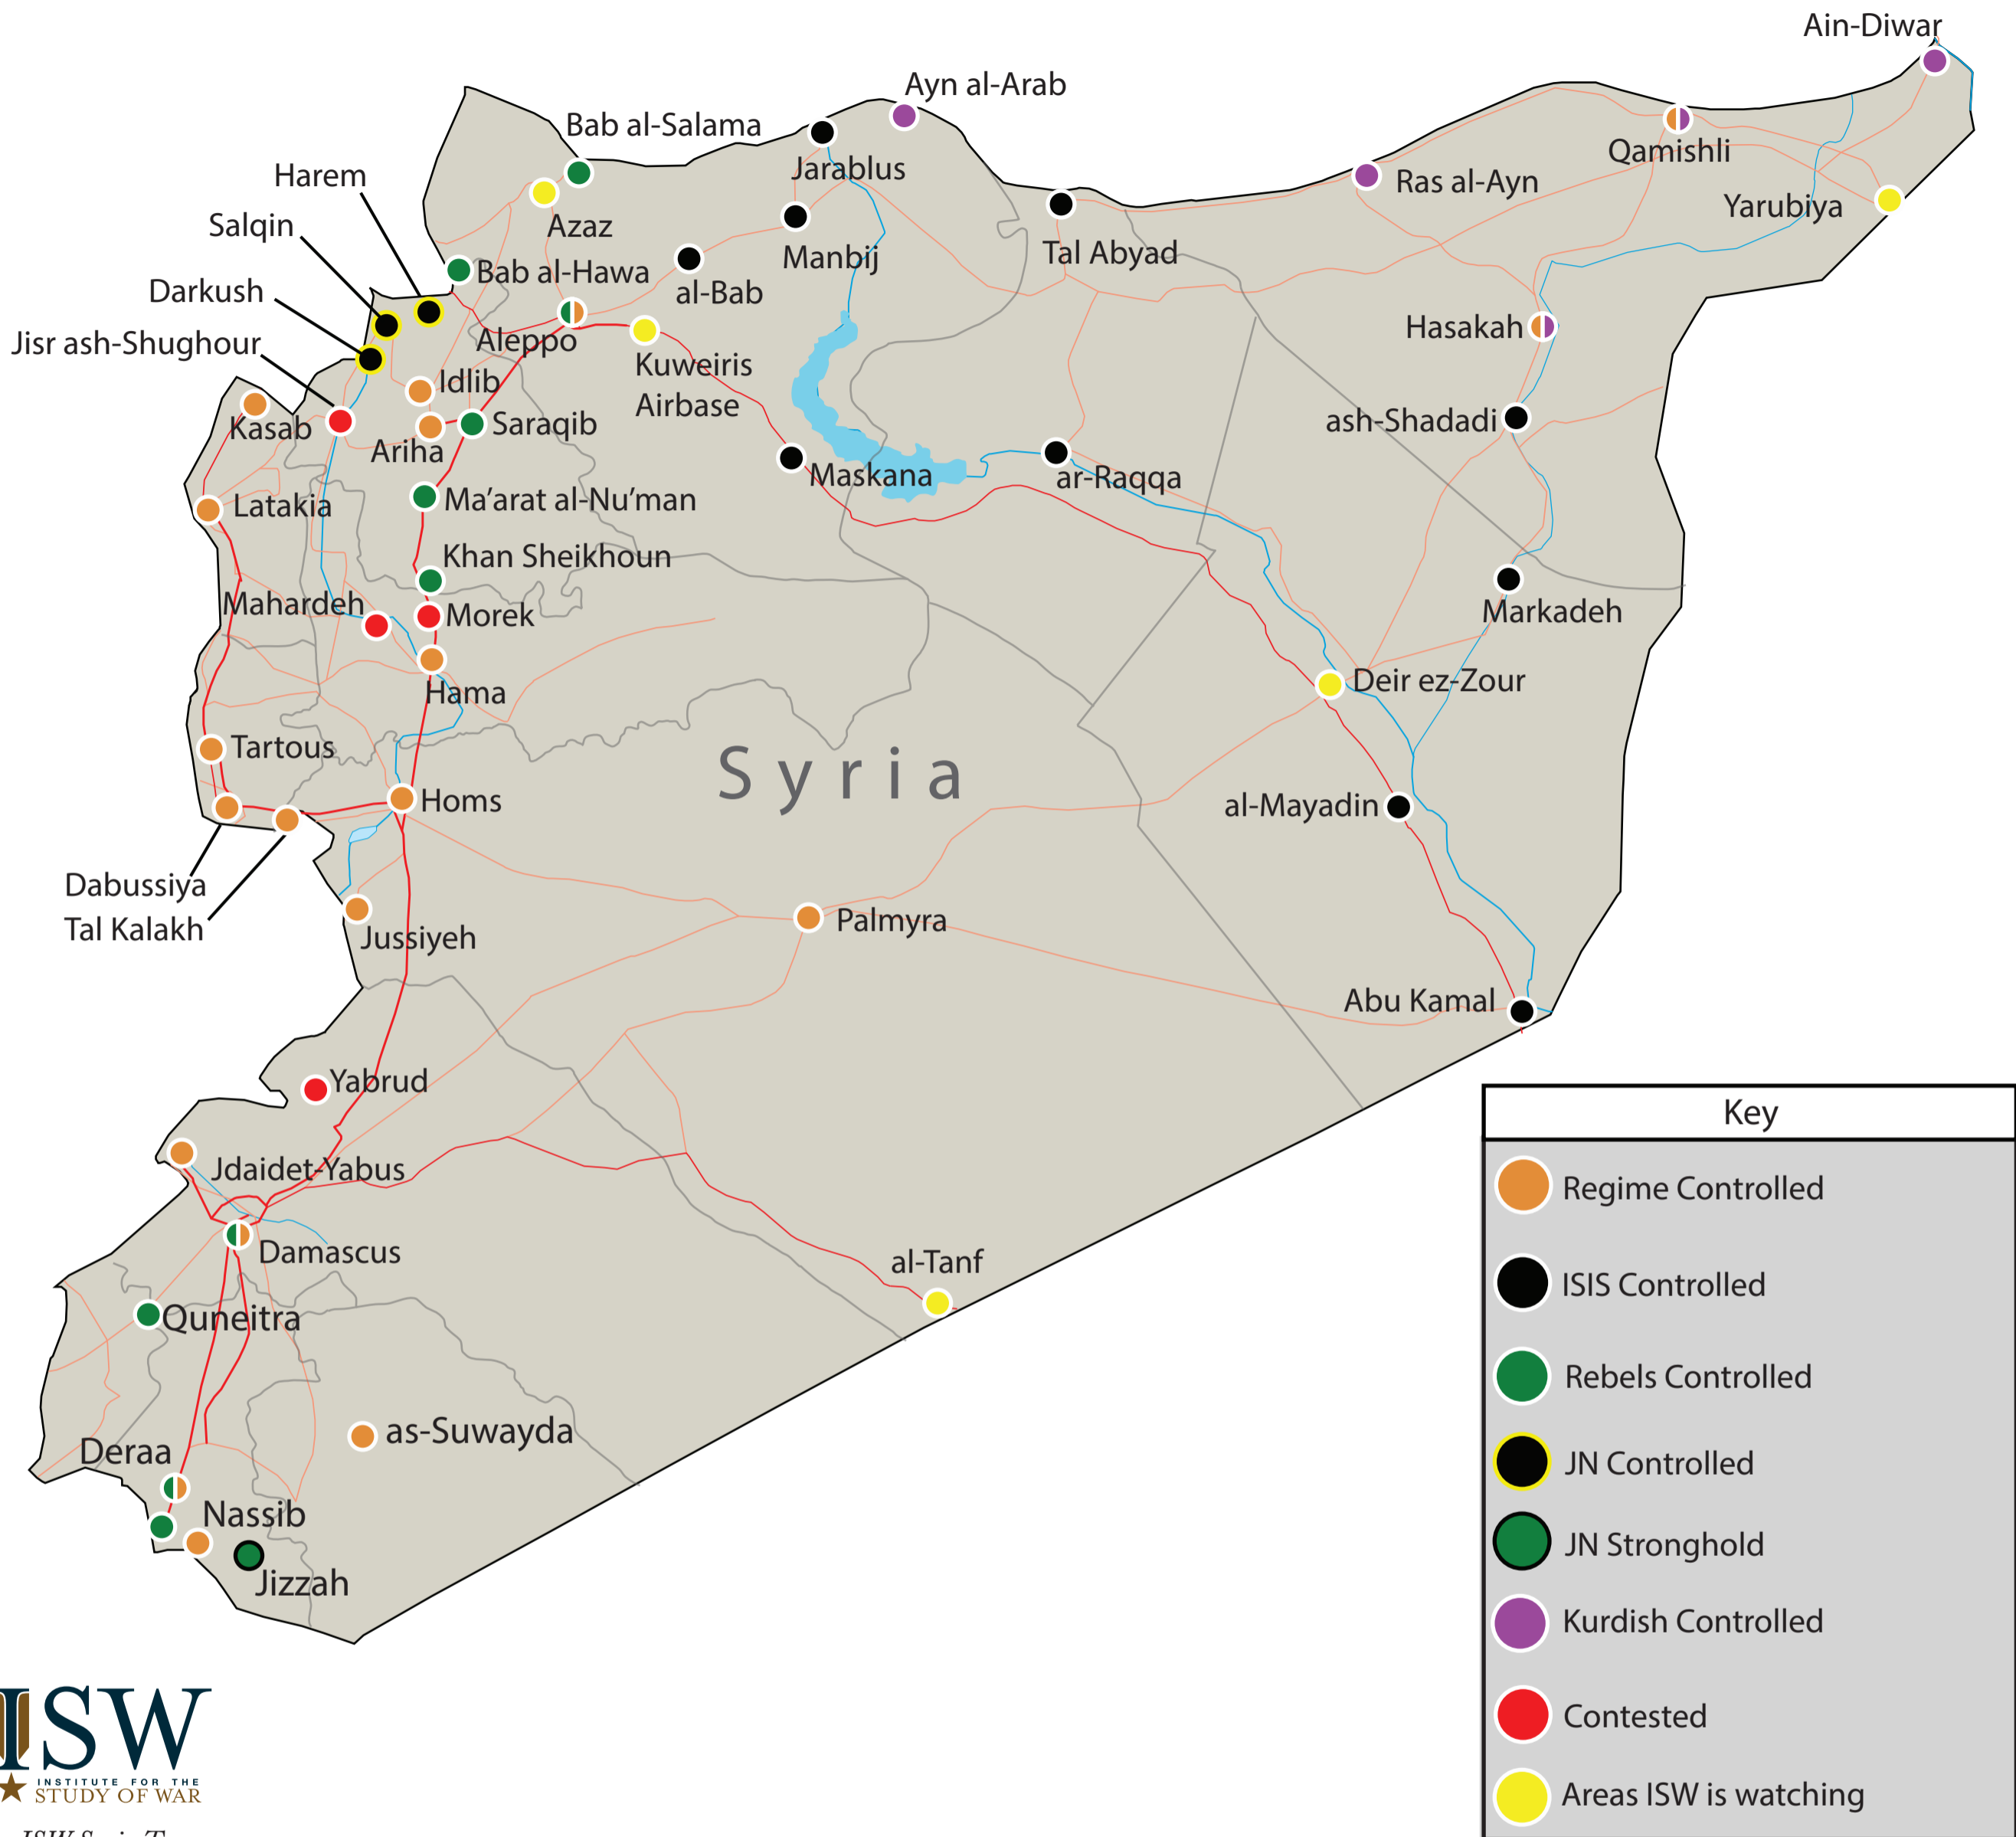 Ain-Diwar
Ayn al-Arab
Bab al-Salama
Jarablus
Qamishli
Harem
Ras al-Ayn
Yarubiya
Salqin
Azaz
Manbij
Tal Abyad
Bab al-Hawa
al-Bab
Darkush
Jisr ash-Shughour
Aleppo
Hasakah
Kuweiris
Airbase
Idlib
Kasab
Saraqib
ash-Shadadi
Ariha
Maskana
ar-Raqqa
Latakia
Ma’arat al-Nu’man
Khan Sheikhoun
Mahardeh
Morek
Markadeh
Hama
Deir ez-Zour
Tartous
Syria
Homs
al-Mayadin
Dabussiya
Tal Kalakh
Jussiyeh
Palmyra
Abu Kamal
Yabrud
Jdaidet-Yabus
Damascus
al-Tanf
Quneitra
as-Suwayda
Deraa
Nassib
Jizzah
Key
Regime Controlled
ISIS Controlled
Rebels Controlled
JN Controlled
JN Stronghold
Kurdish Controlled
Contested
Areas ISW is watching
ISW
INSTITUTE FOR THE
STUDY OF WAR
ISW Syria